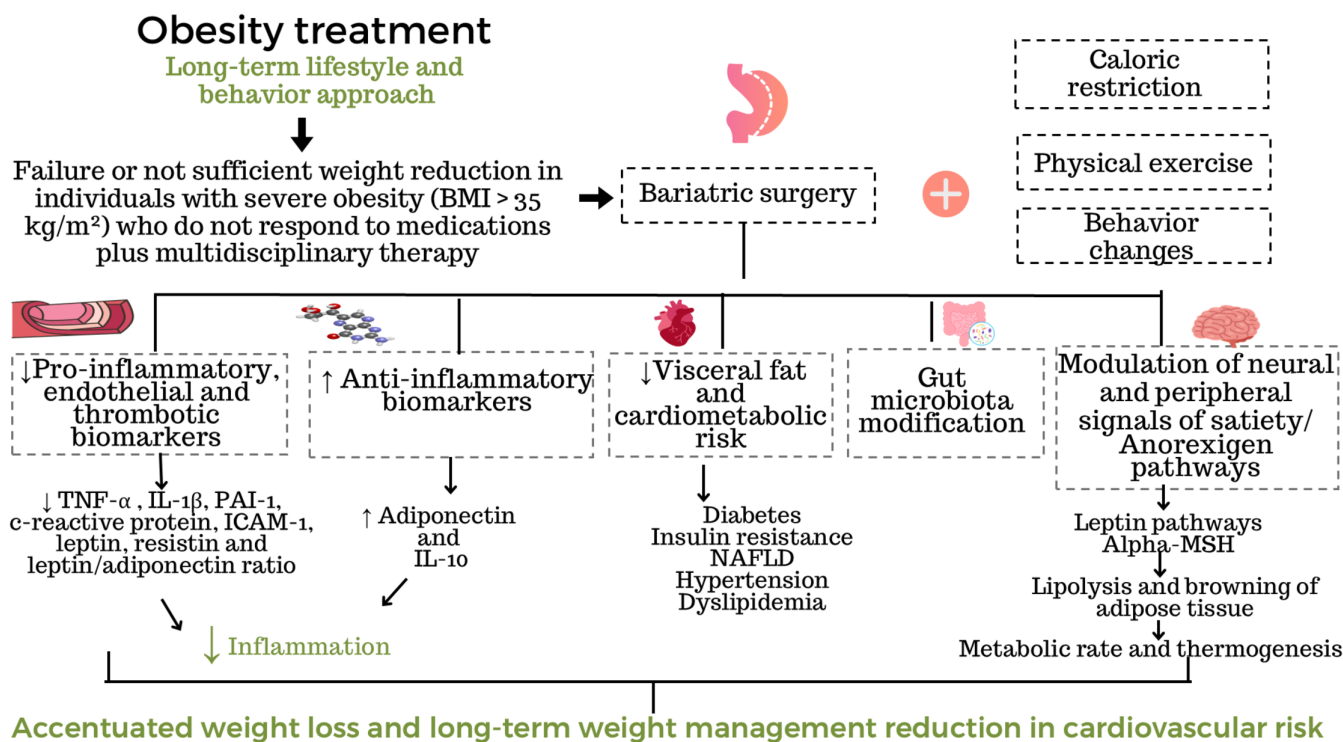 Obesity treatment
Long-term lifestyle and
behavior approach
Failure or not sufficient weight reduction in
individuals with severe obesity (BMI > 35
kg/m²) who do not respond to medications
plus multidisciplinary therapy
Bariatric surgery
Caloric
restriction
Physical exercise
Behavior
changes
↓Pro-inflammatory,
endothelial and
thrombotic
biomarkers
↑ Anti-inflammatory
biomarkers
↓Visceral fat
and
cardiometabolic
risk
Gut
microbiota
modification
Modulation of neural
and peripheral
signals of satiety/
Anorexigen
pathways
↓ TNF-α , IL-1β, PAI-1,
c-reactive protein, ICAM-1,
leptin, resistin and
leptin/adiponectin ratio
↑ Adiponectin
and
IL-10
Diabetes
Insulin resistance
NAFLD
Hypertension
Dyslipidemia
Leptin pathways
Alpha-MSH
Lipolysis and browning of
adipose tissue
Metabolic rate and thermogenesis
↓ Inflammation
Accentuated weight loss and long-term weight management reduction in cardiovascular risk